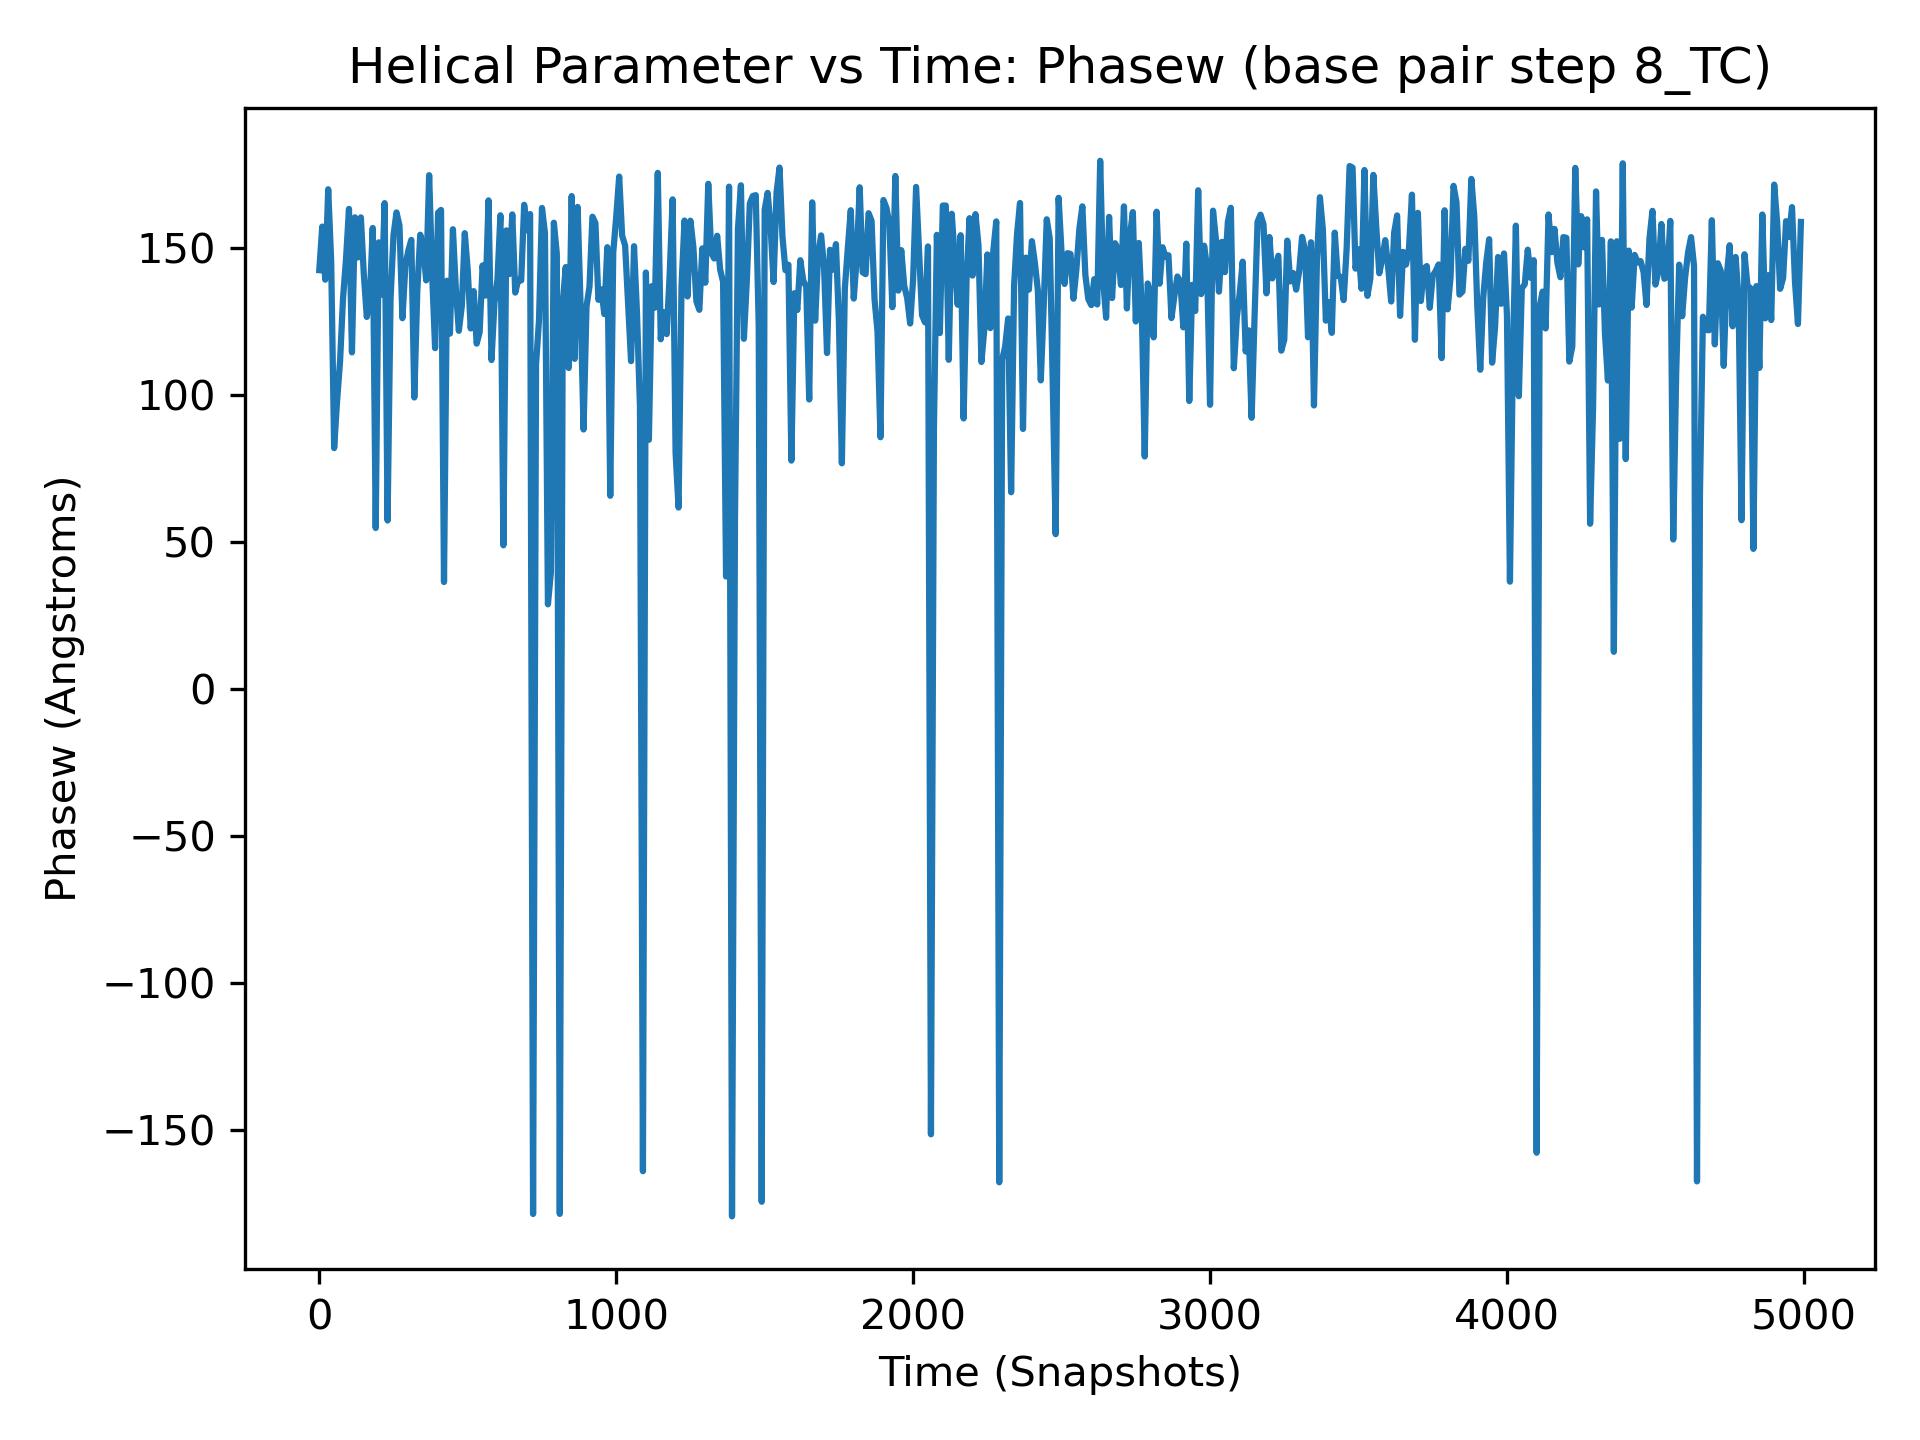 Helical Parameter vs Time: Phasew (base pair step 8_TC)
Phasew (Angstroms)
150
100
50
0
−50
−100
−150
0 1000 2000 3000 4000 5000
Time (Snapshots)